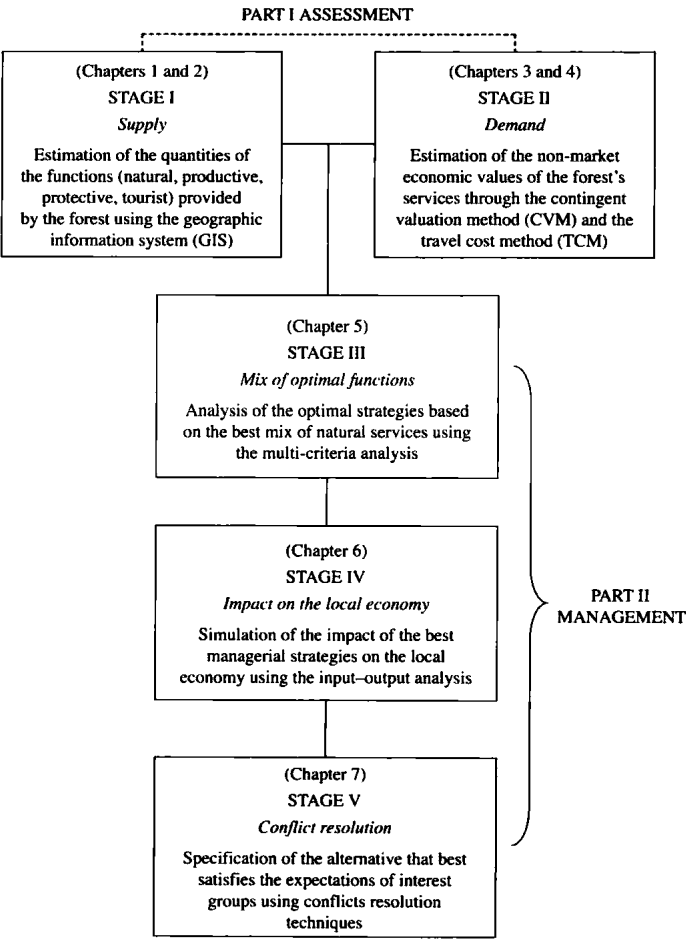 PART I ASSESSMENT
(Chapters 1 and 2)
STAGE I
Supply
Estimation of the quantities of
the functions (natural, productive,
protective, tourist) provided
by the forest using the geographic
information system (GIS)
(Chapters 3 and 4)
STAGE II
Demand
Estimation of the non-market
economic values of the forest's
services through the contingent
valuation method (CVM) and the
travel cost method (TCM)
(Chapter 5)
STAGE III
Mix of optimal functions
Analysis of the optimal strategies based
on the best mix of natural services using
the multi-criteria analysis
(Chapter 6)
STAGE IV
Impact on the local economy
Simulation of the impact of the best
managerial strategies on the local
economy using the input–output analysis
(Chapter 7)
STAGE V
Conflict resolution
Specification of the alternative that best
satisfies the expectations of interest
groups using conflicts resolution
techniques
PART II
MANAGEMENT